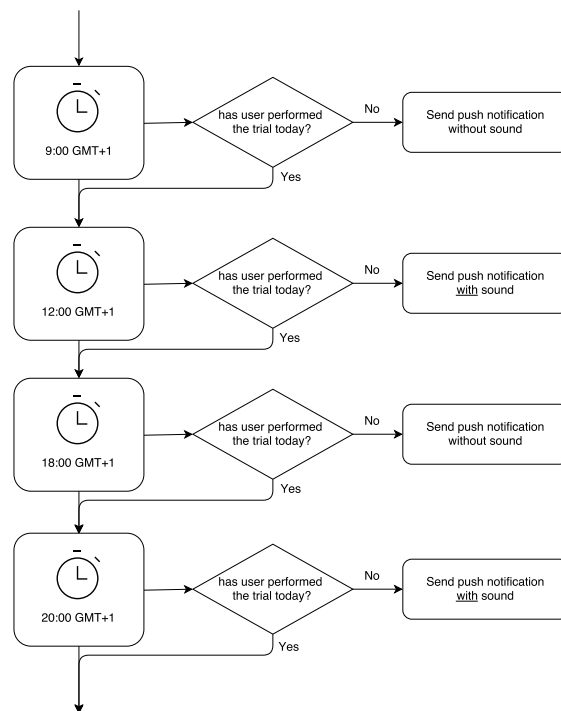 has user performed
the trial today?
No
Send push notification
without sound
9:00 GMT+1
Yes
has user performed
the trial today?
No
Send push notification
with sound
12:00 GMT+1
Yes
has user performed
the trial today?
No
Send push notification
without sound
18:00 GMT+1
Yes
has user performed
the trial today?
No
Send push notification
with sound
20:00 GMT+1
Yes